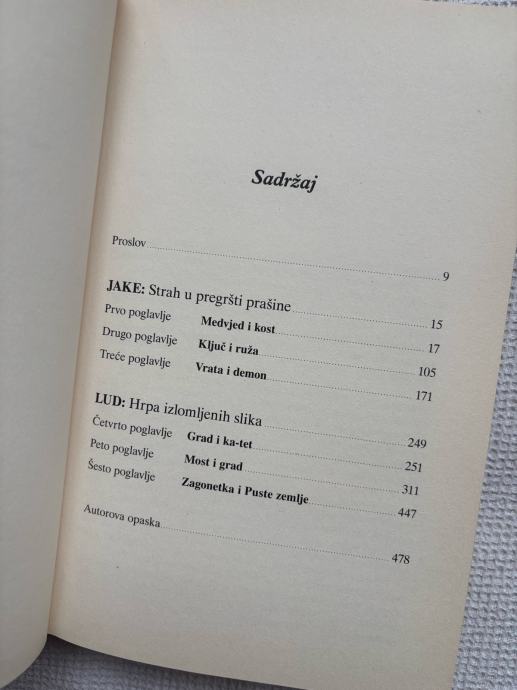 Sadržaj
Proslov 9
JAKE: Strah u pregršti prašine 15
Prvo poglavlje Medvjed i kost 17
Drugo poglavlje Ključ i ruža 105
Treće poglavlje Vrata i demon 171
LUD: Hrpa izlomljenih slika 249
Četvrto poglavlje Grad i ka-tet 251
Peto poglavlje Most i grad 311
Šesto poglavlje Zagonetka i Puste zemlje 447
Autorova opaska 478